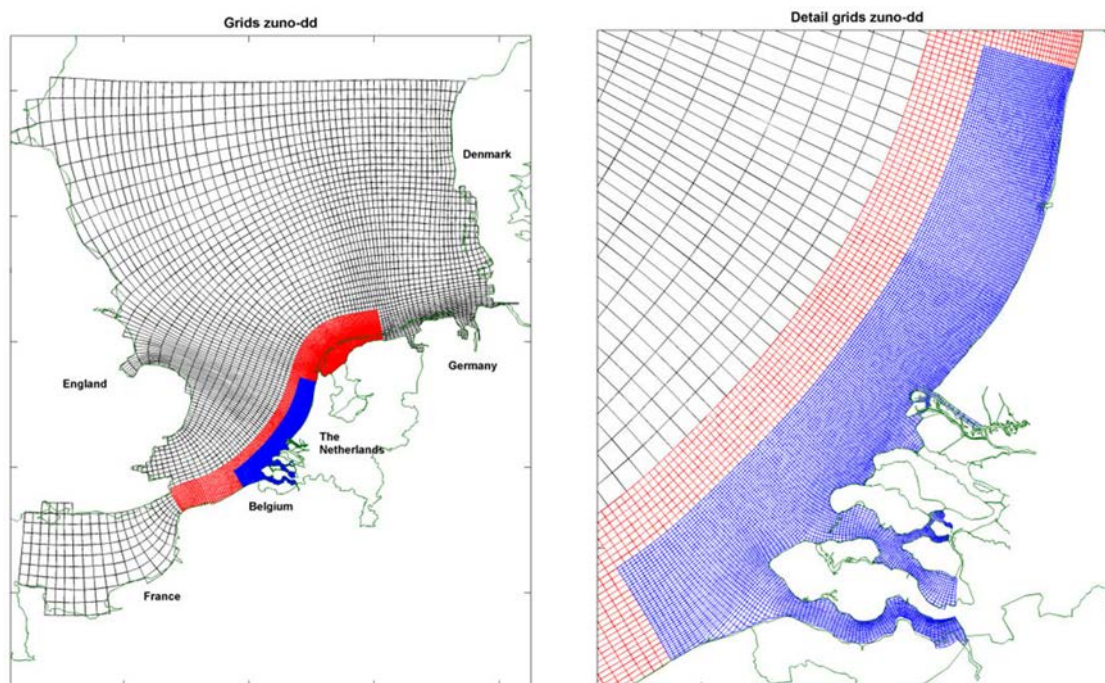 Grids zuno-dd
Detail grids zuno-dd
Denmark
England
Germany
The
Netherlands
Belgium
France